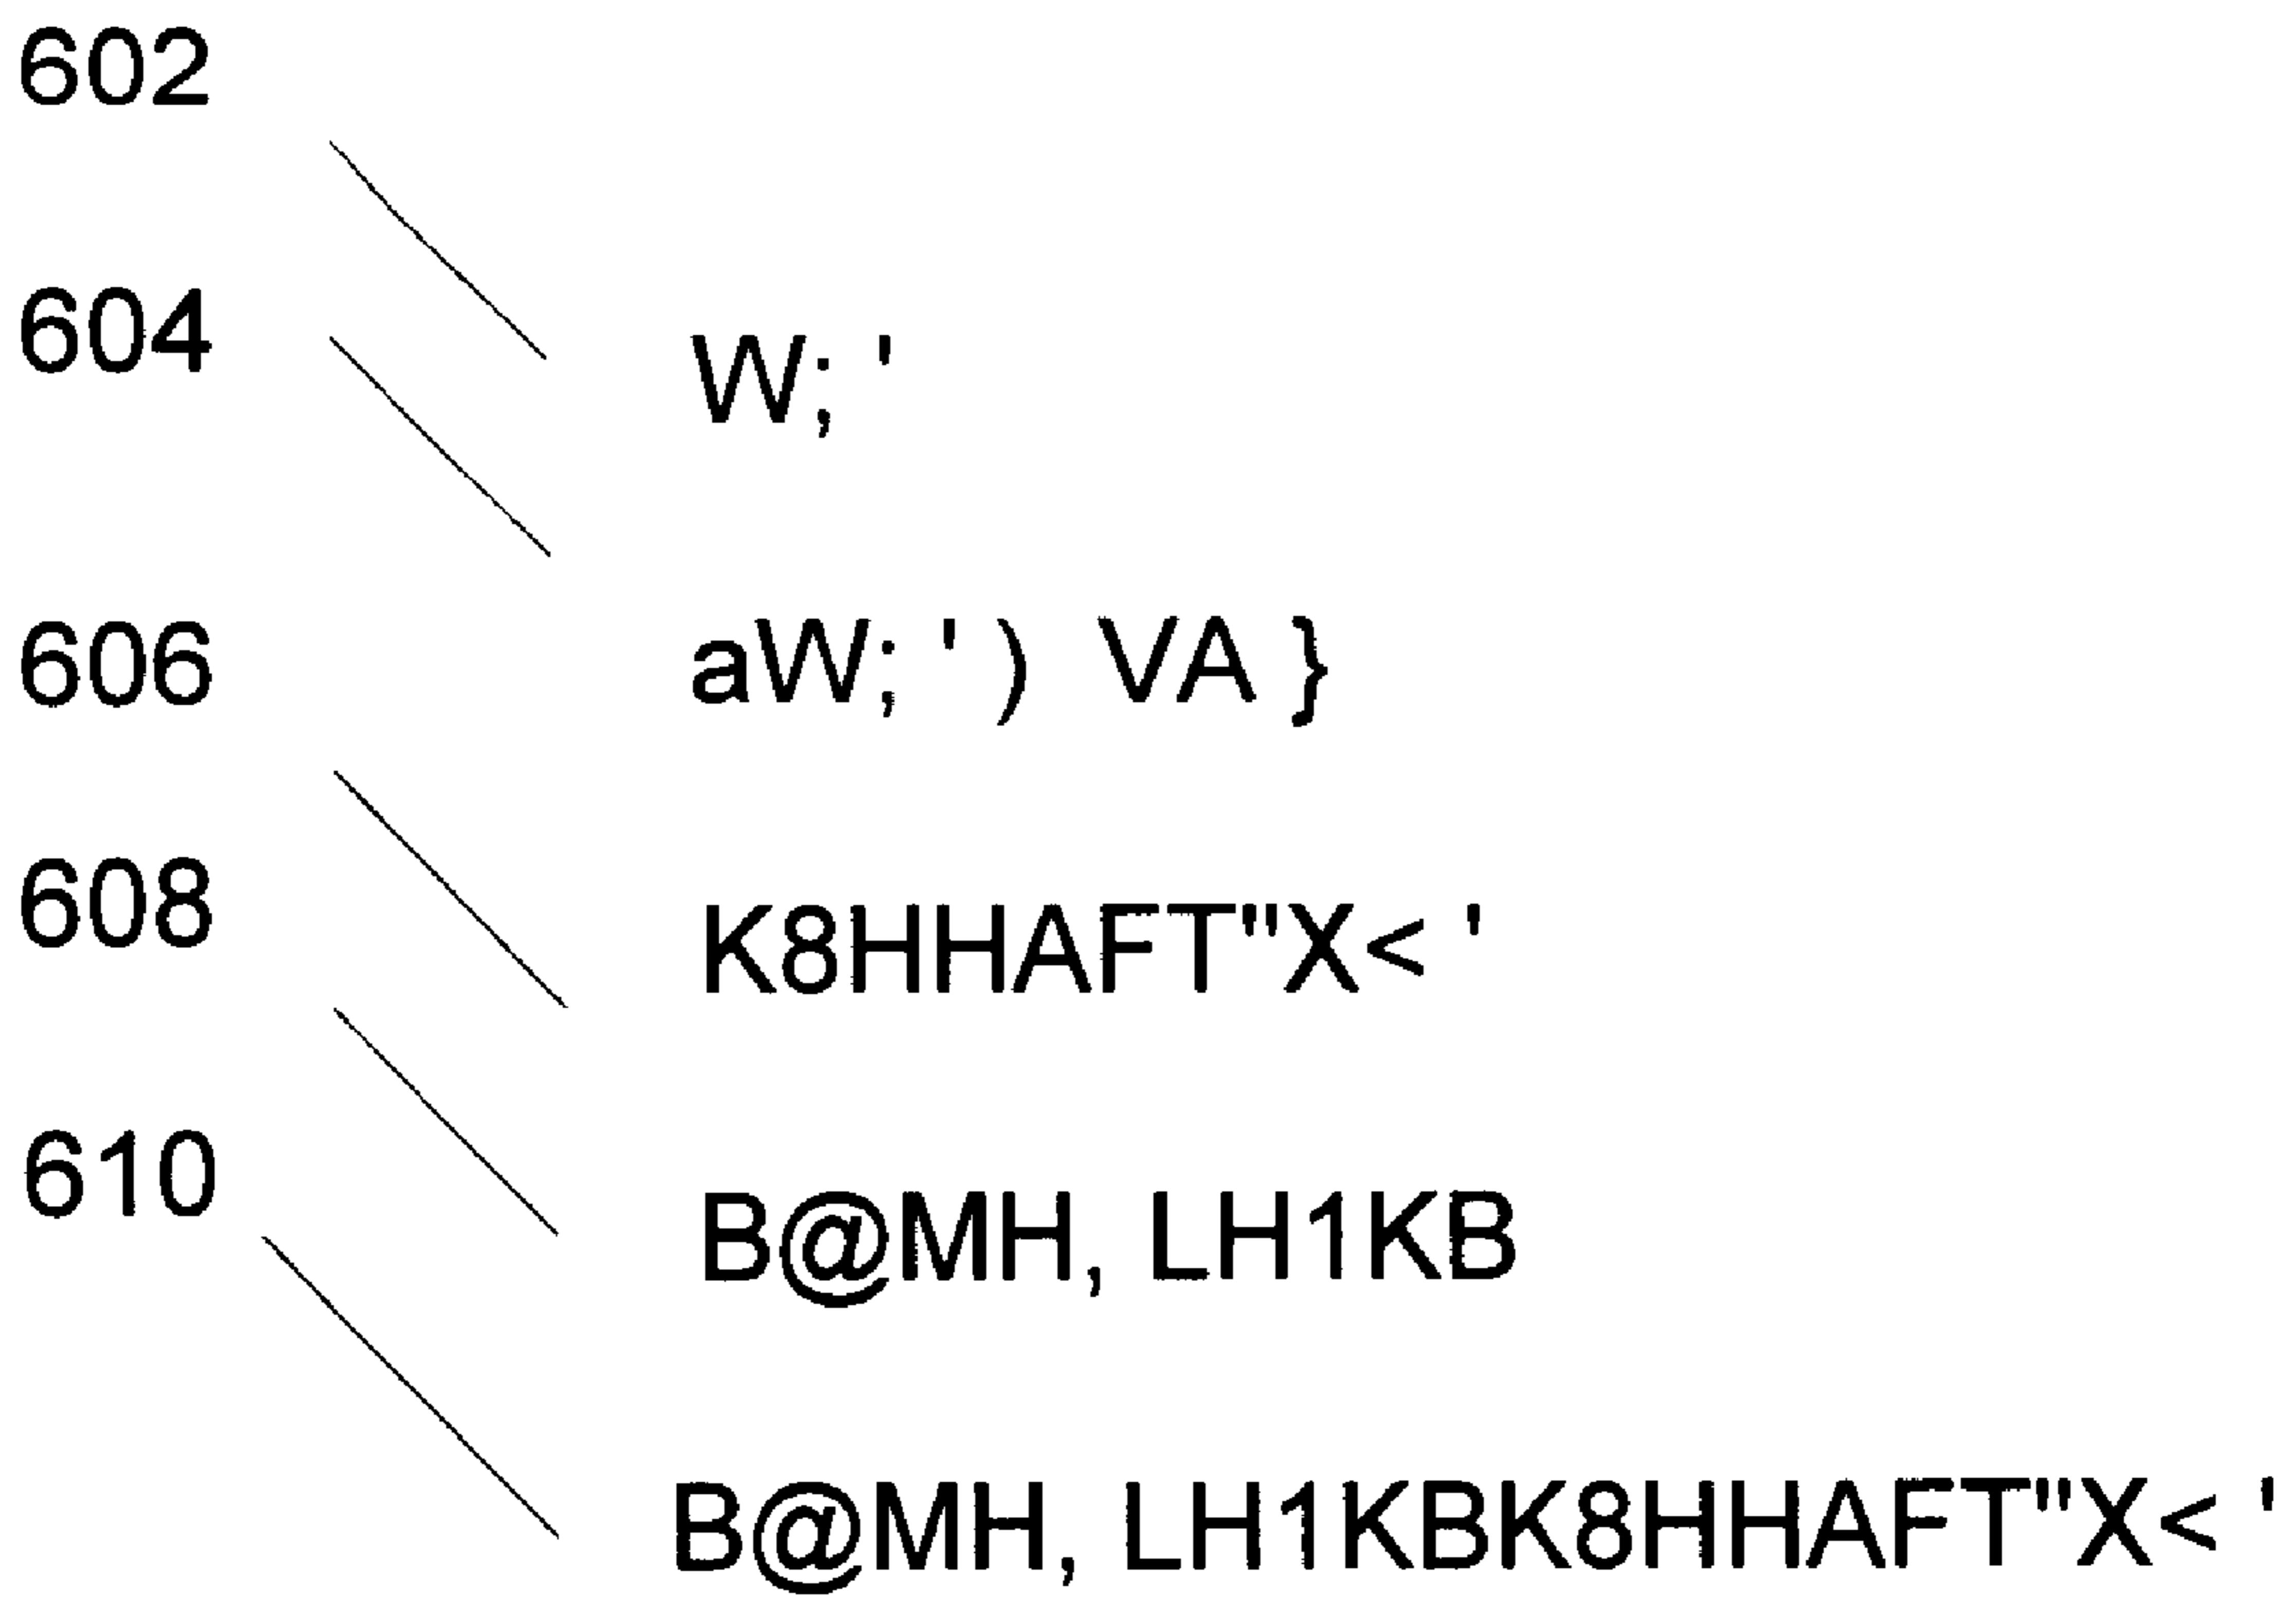 602
604
W; '
606
aW; ' ) VA }
608
K8HHAFT"X< '
610
B@MH, LH1KB
B@MH, LH1KBK8HHAFT"X< '